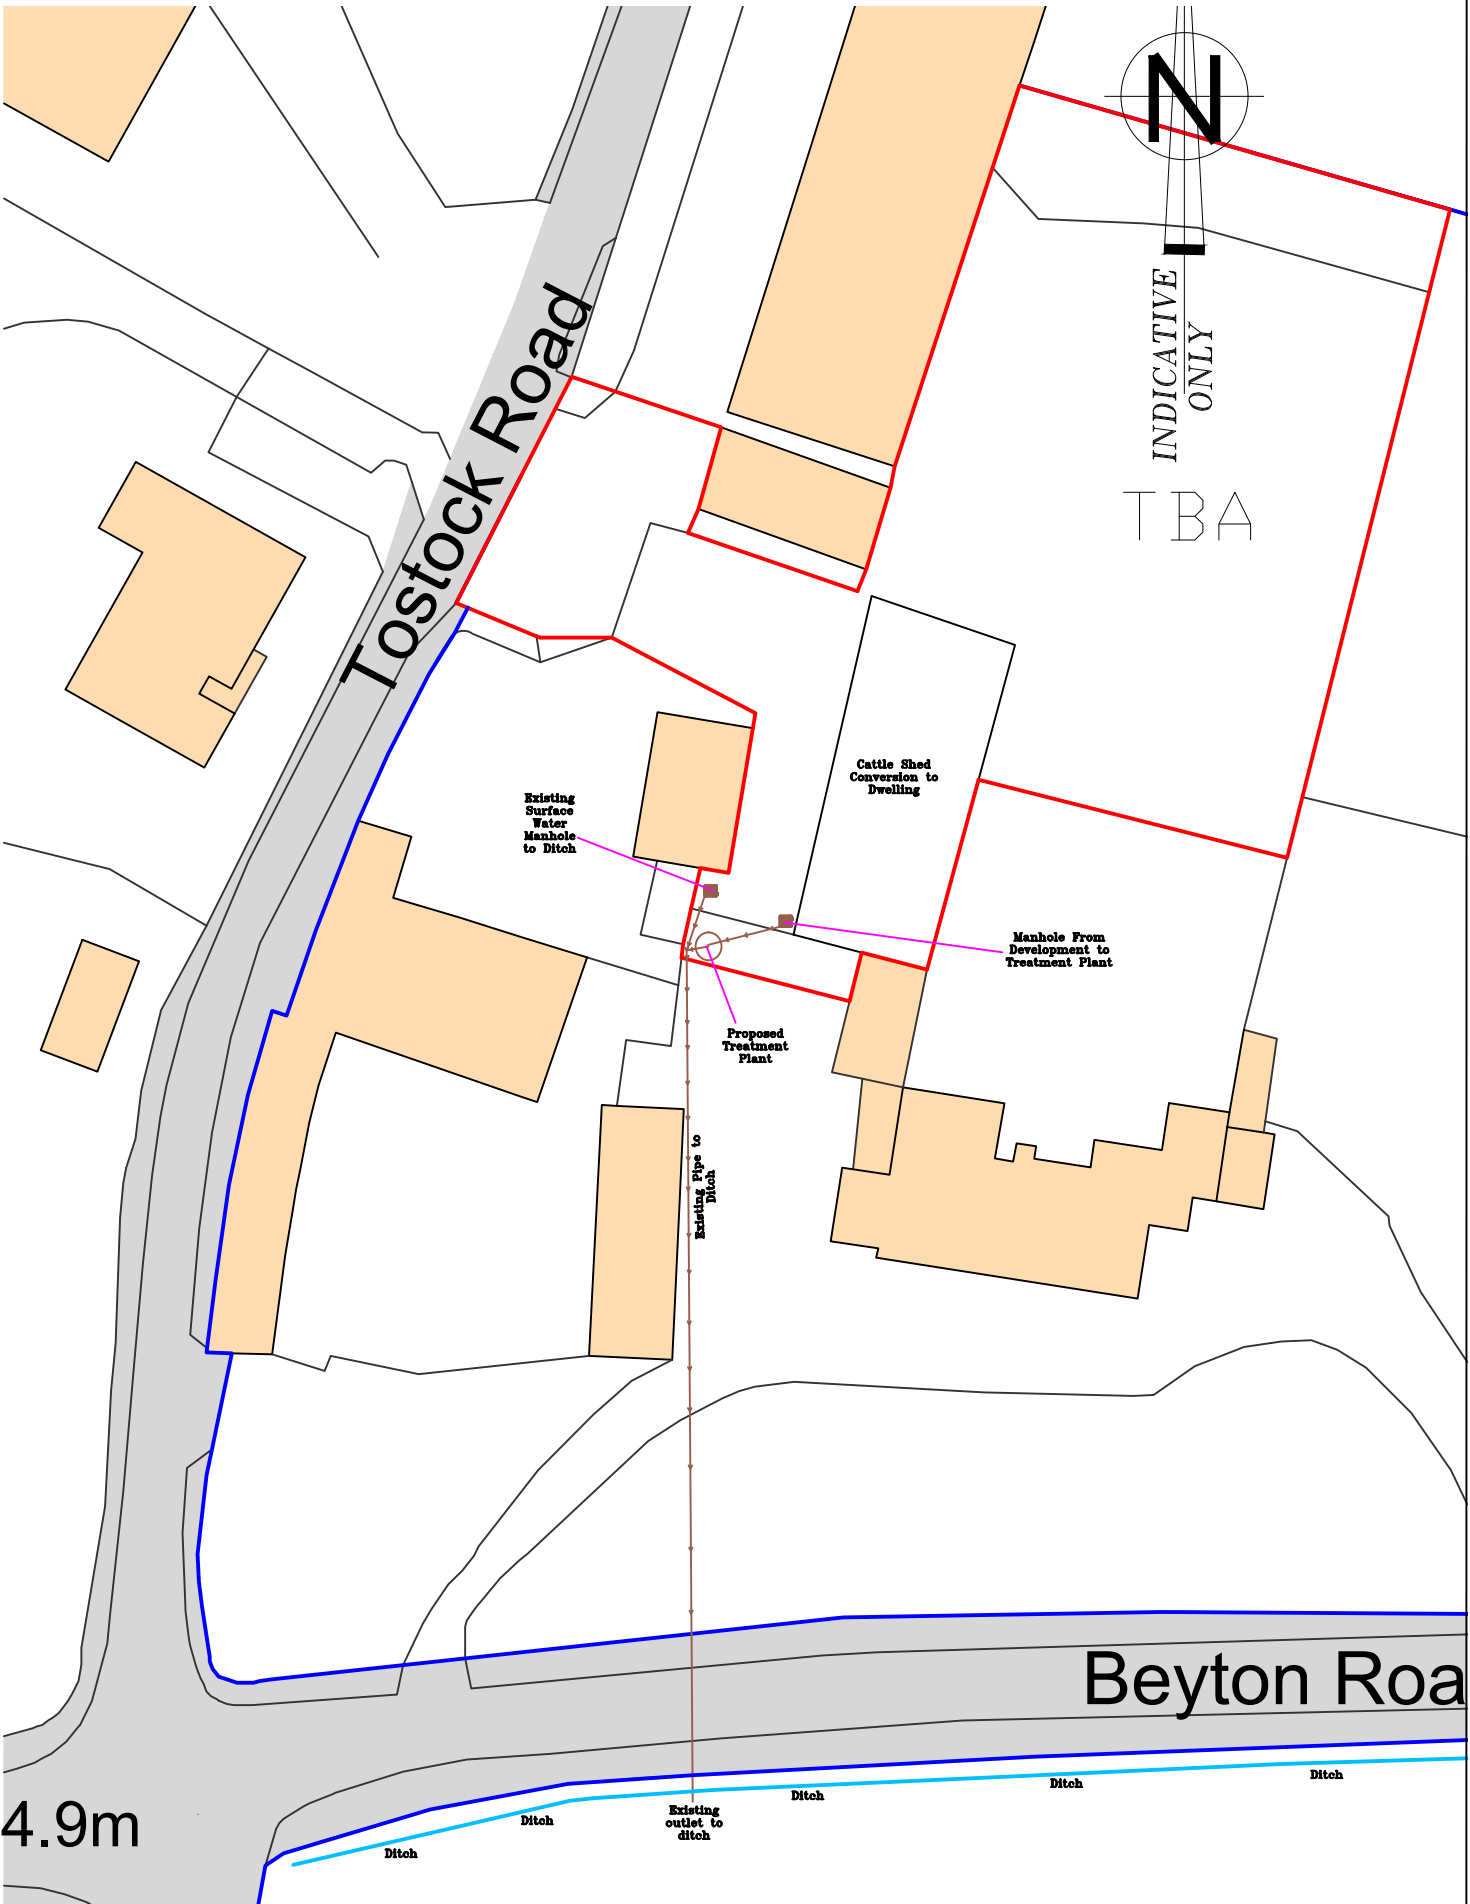 N
INDICATIVE
ONLY
TBA
Tostock Road
Cattle Shed
Conversion to
Dwelling
Existing
Surface
Water
Manhole
to Ditch
Manhole From
Development to
Treatment Plant
Proposed
Treatment
Plant
Existing Pipe to
Ditch
Beyton Roa
Ditch
Ditch
Ditch
Ditch
Ditch
Existing
outlet to
ditch
4.9m